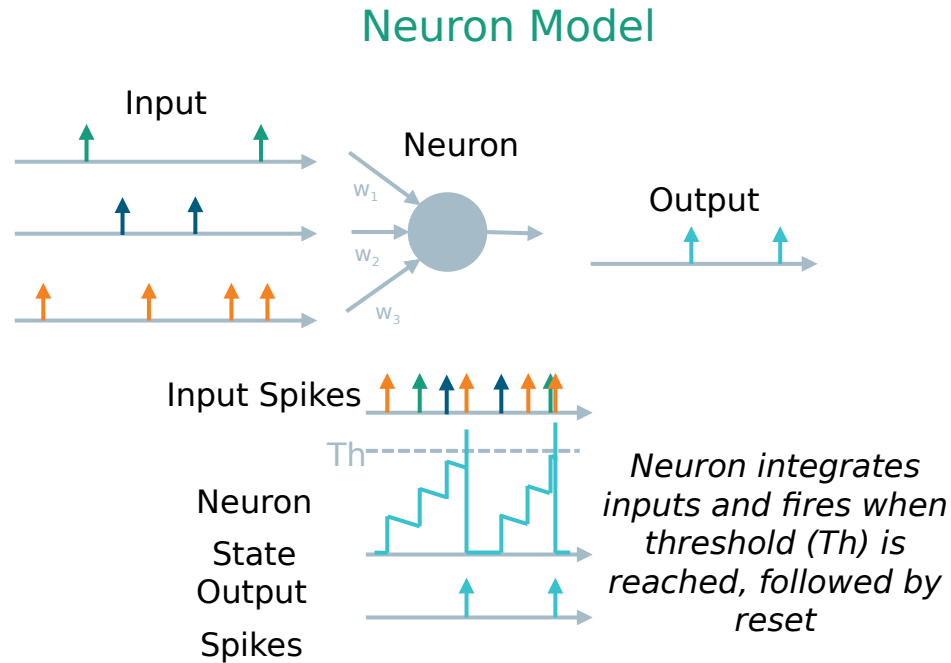 Neuron Model
Input
Neuron
Output
w₁
w₂
w₃
Input Spikes
Th
Neuron
State
Output
Spikes
Neuron integrates
inputs and fires when
threshold (Th) is
reached, followed by
reset